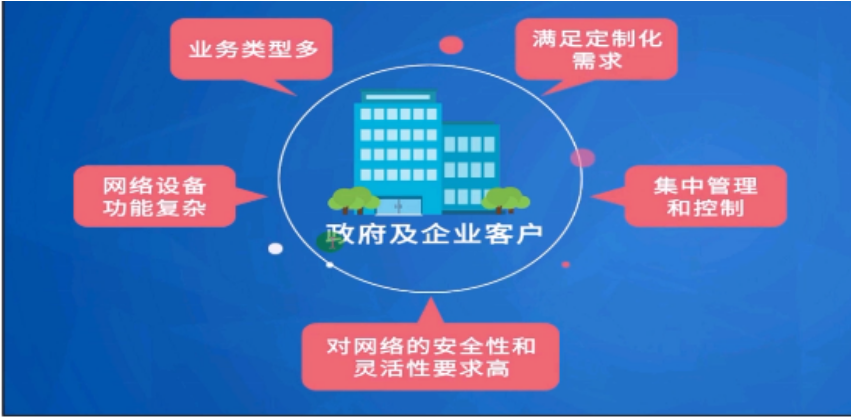 业务类型多
满足定制化
需求
网络设备
功能复杂
集中管理
和控制
政府及企业客户
对网络的安全性和
灵活性要求高